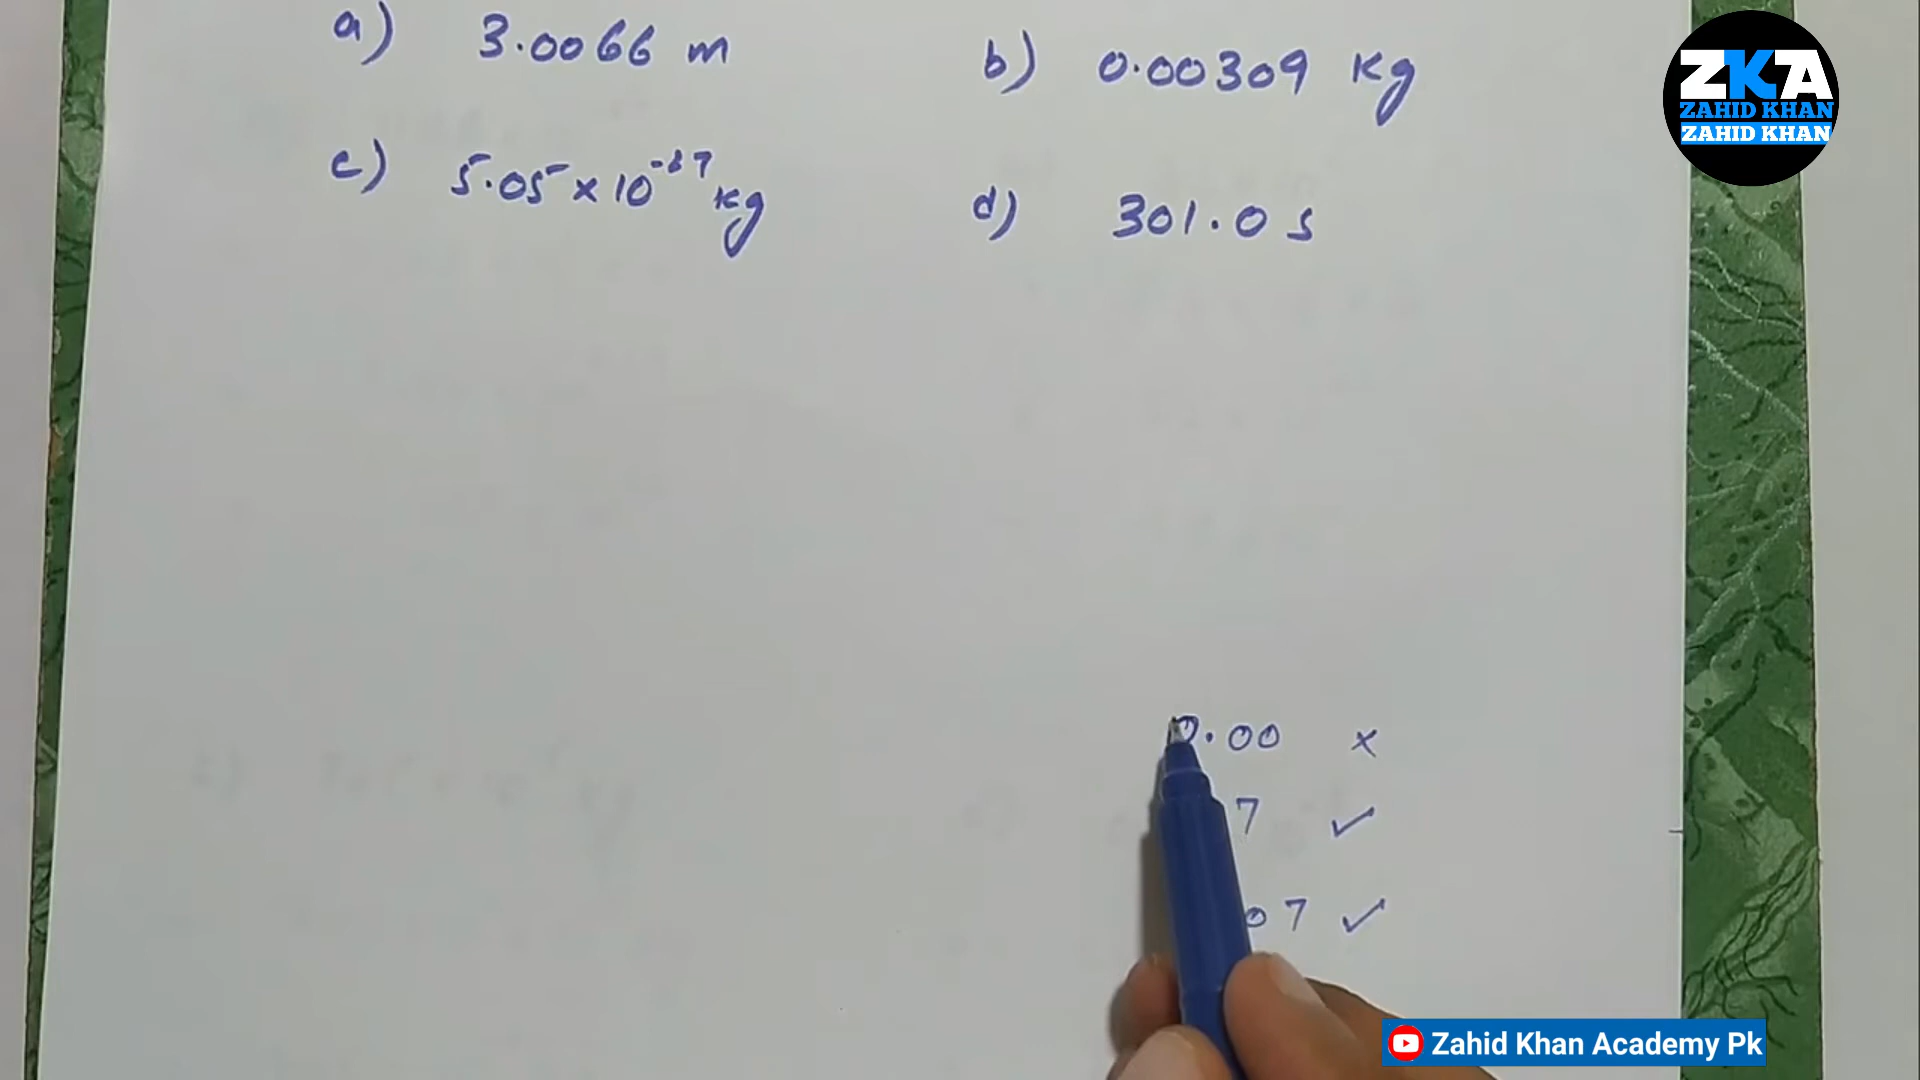 a) 3.0066 m
b) 0.00309 kg
c) 5.05 × 10⁻²⁷ kg
d) 301.0 s
0.00 ×
7 ✓
07 ✓
ZKA
ZAHID KHAN
ZAHID KHAN
Zahid Khan Academy Pk